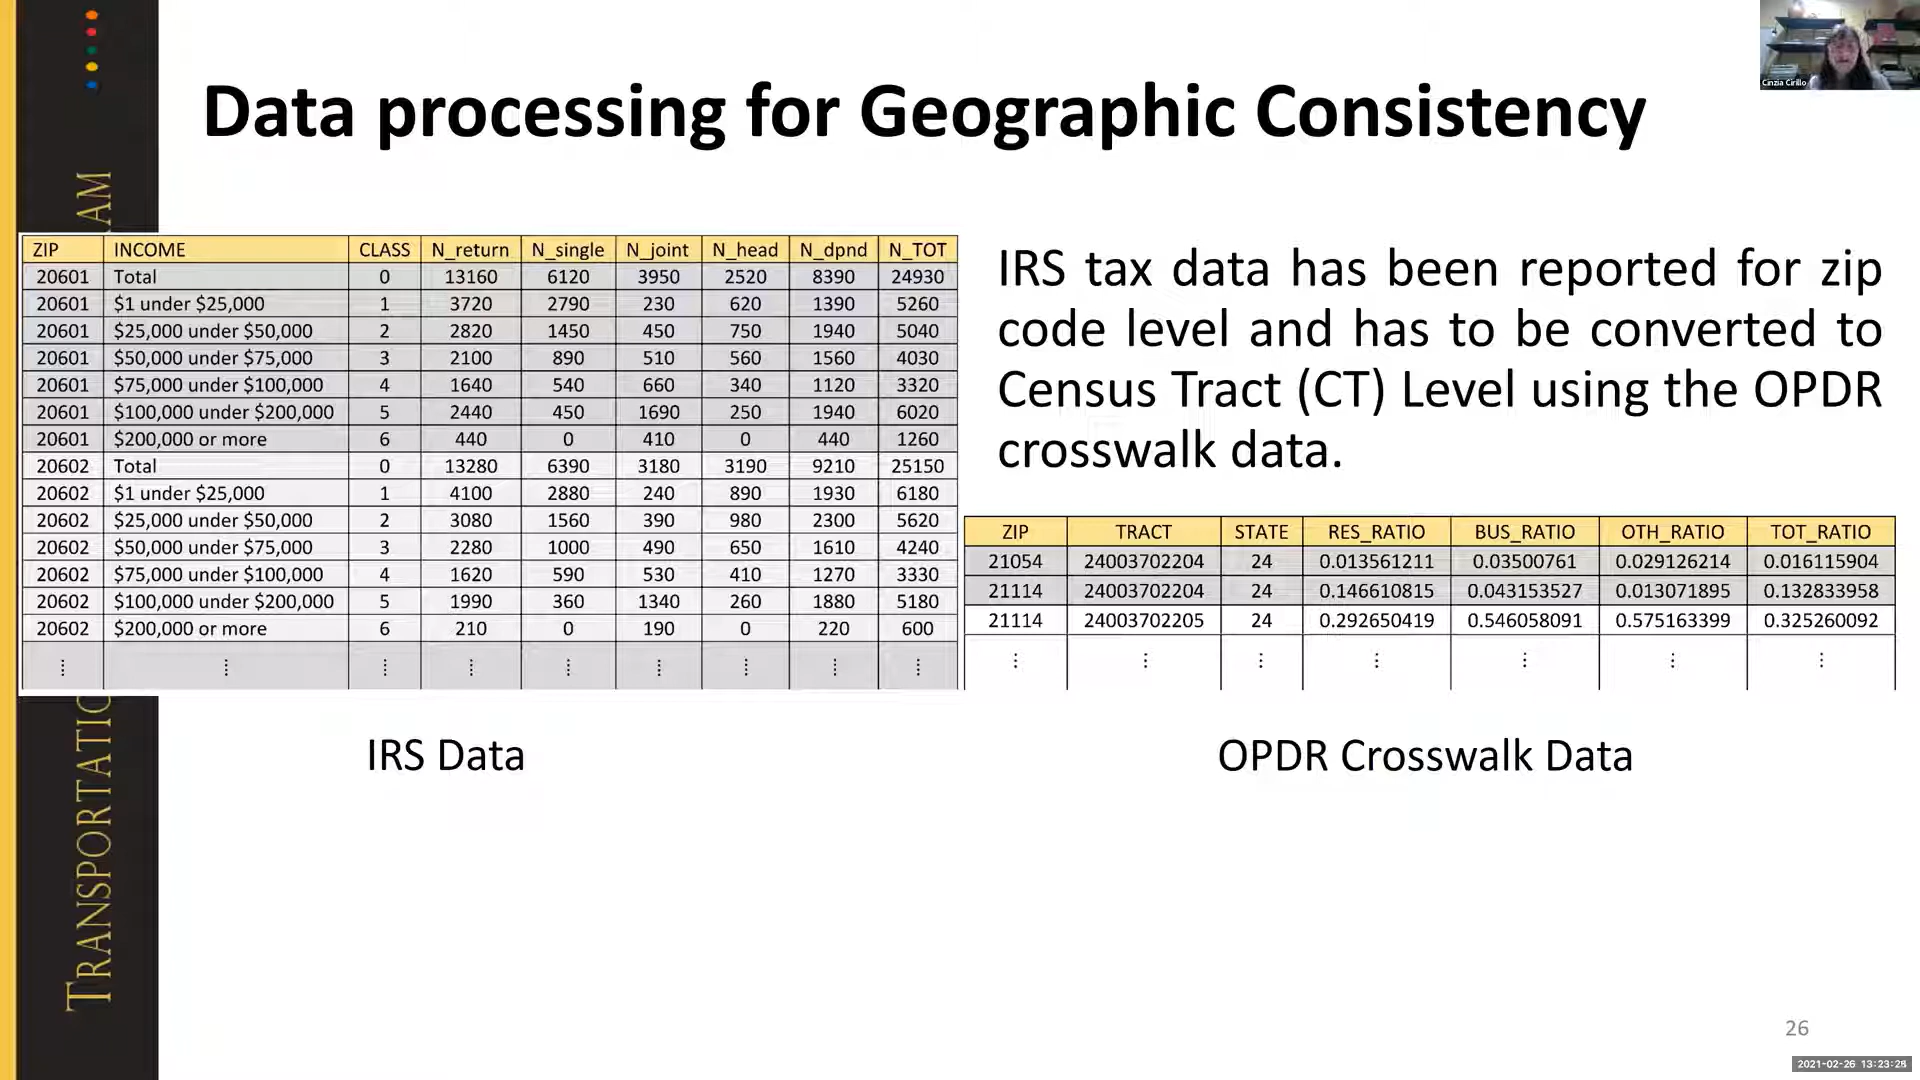 Data processing for Geographic Consistency
Cinzia Cirillo
AM
TRANSPORTATIO
ZIP INCOME CLASS N_return N_single N_joint N_head N_dpnd N_TOT
20601 Total 0 13160 6120 3950 2520 8390 24930
20601 $1 under $25,000 1 3720 2790 230 620 1390 5260
20601 $25,000 under $50,000 2 2820 1450 450 750 1940 5040
20601 $50,000 under $75,000 3 2100 890 510 560 1560 4030
20601 $75,000 under $100,000 4 1640 540 660 340 1120 3320
20601 $100,000 under $200,000 5 2440 450 1690 250 1940 6020
20601 $200,000 or more 6 440 0 410 0 440 1260
20602 Total 0 13280 6390 3180 3190 9210 25150
20602 $1 under $25,000 1 4100 2880 240 890 1930 6180
20602 $25,000 under $50,000 2 3080 1560 390 980 2300 5620
20602 $50,000 under $75,000 3 2280 1000 490 650 1610 4240
20602 $75,000 under $100,000 4 1620 590 530 410 1270 3330
20602 $100,000 under $200,000 5 1990 360 1340 260 1880 5180
20602 $200,000 or more 6 210 0 190 0 220 600
⋮ ⋮ ⋮ ⋮ ⋮ ⋮ ⋮ ⋮ ⋮
IRS Data
IRS tax data has been reported for zip
code level and has to be converted to
Census Tract (CT) Level using the OPDR
crosswalk data.
ZIP TRACT STATE RES_RATIO BUS_RATIO OTH_RATIO TOT_RATIO
21054 24003702204 24 0.013561211 0.03500761 0.029126214 0.016115904
21114 24003702204 24 0.146610815 0.043153527 0.013071895 0.132833958
21114 24003702205 24 0.292650419 0.546058091 0.575163399 0.325260092
⋮ ⋮ ⋮ ⋮ ⋮ ⋮ ⋮
OPDR Crosswalk Data
26
2021-02-26 13:23:26